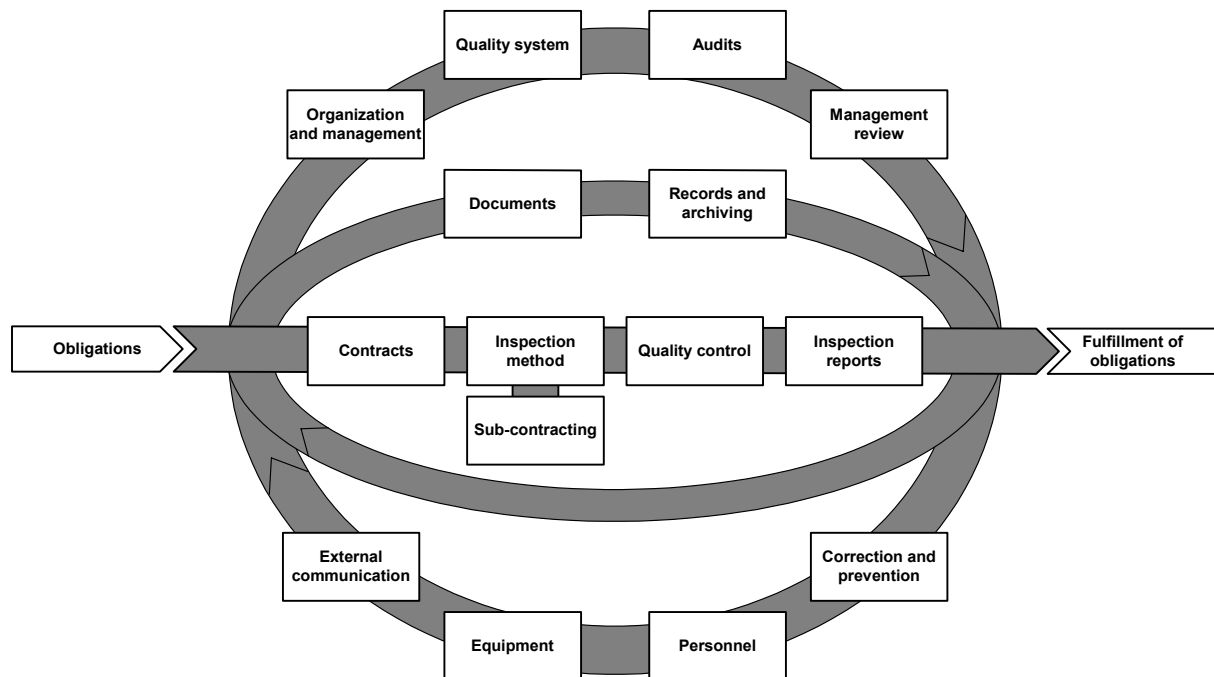 Quality system
Audits
Organization
and management
Management
review
Documents
Records and
archiving
Obligations
Contracts
Inspection
method
Quality control
Inspection
reports
Fulfillment of
obligations
Sub-contracting
External
communication
Correction and
prevention
Equipment
Personnel